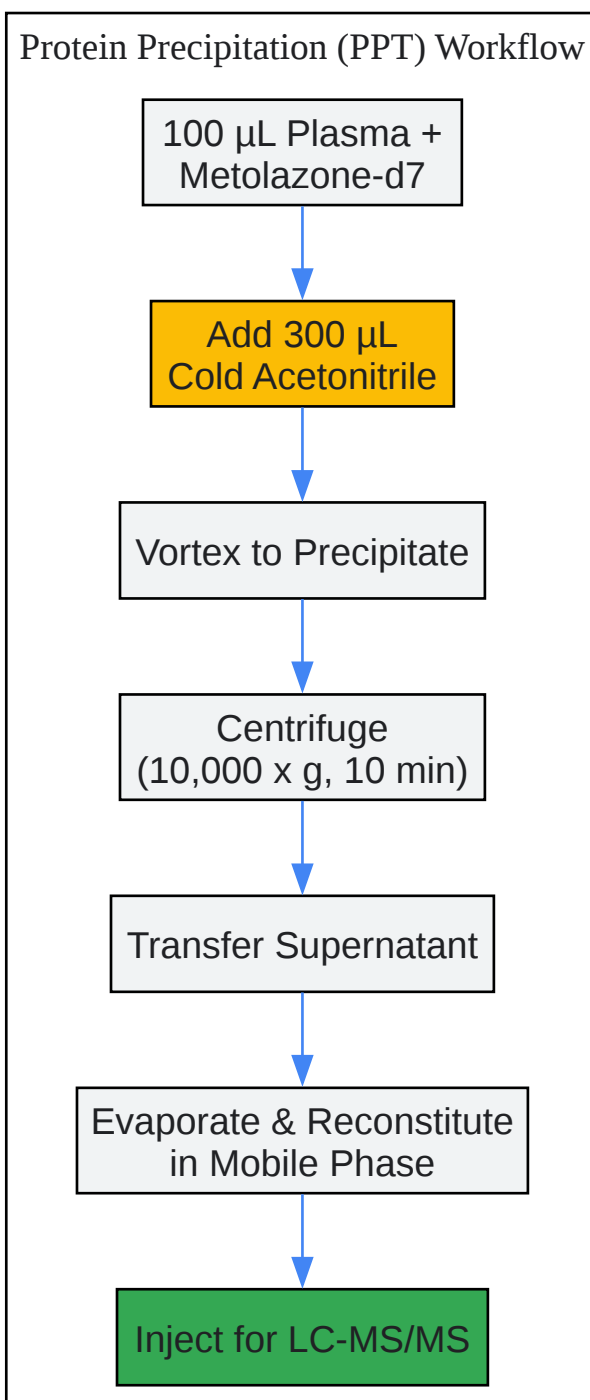 Protein Precipitation (PPT) Workflow
100 µL Plasma +
Metolazone-d7
Add 300 µL
Cold Acetonitrile
Vortex to Precipitate
Centrifuge
(10,000 x g, 10 min)
Transfer Supernatant
Evaporate & Reconstitute
in Mobile Phase
Inject for LC-MS/MS